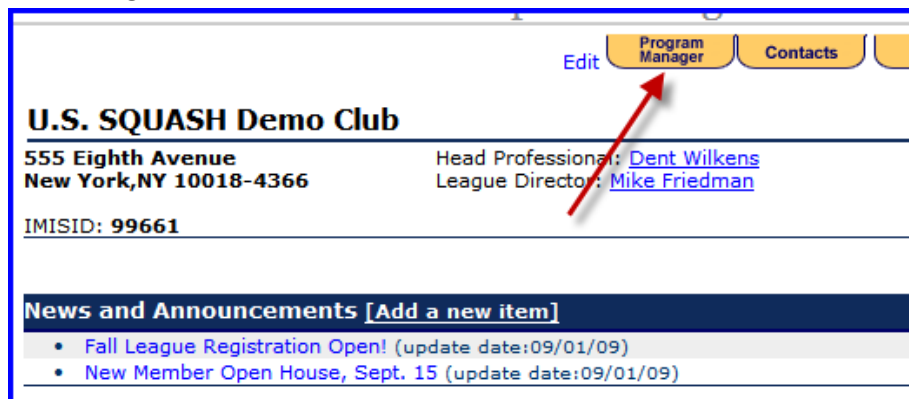 Edit Program Manager Contacts
U.S. SQUASH Demo Club
555 Eighth Avenue Head Professional: Dent Wilkens
New York,NY 10018-4366 League Director: Mike Friedman
IMISID: 99661
News and Announcements [Add a new item]
• Fall League Registration Open! (update date:09/01/09)
• New Member Open House, Sept. 15 (update date:09/01/09)